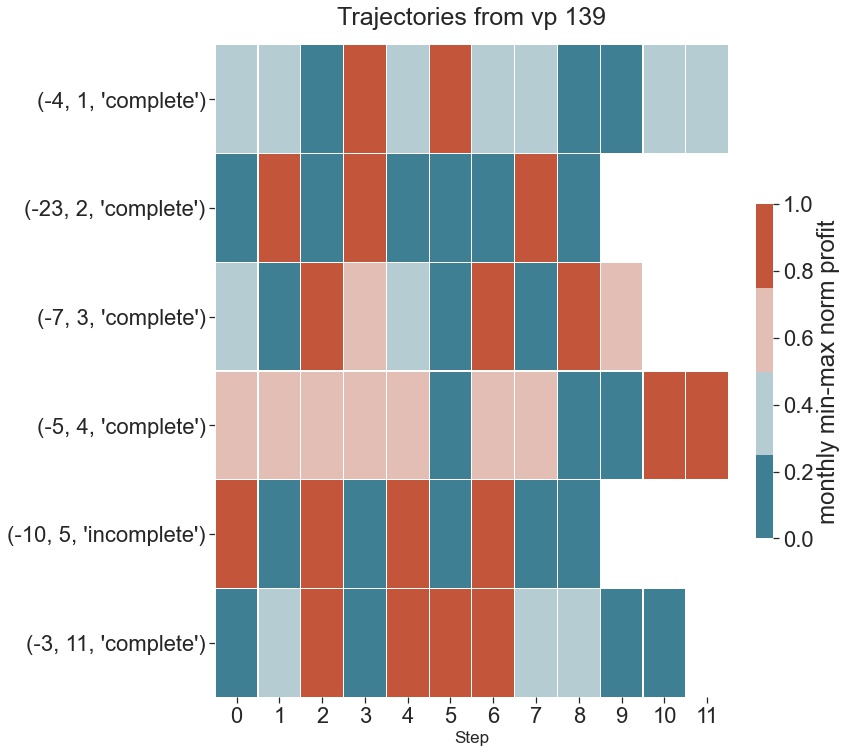 Trajectories from vp 139
(-4, 1, 'complete')
(-23, 2, 'complete')
(-7, 3, 'complete')
(-5, 4, 'complete')
(-10, 5, 'incomplete')
(-3, 11, 'complete')
0 1 2 3 4 5 6 7 8 9 10 11
Step
1.0
0.8
0.6
0.4
0.2
0.0
monthly min-max norm profit